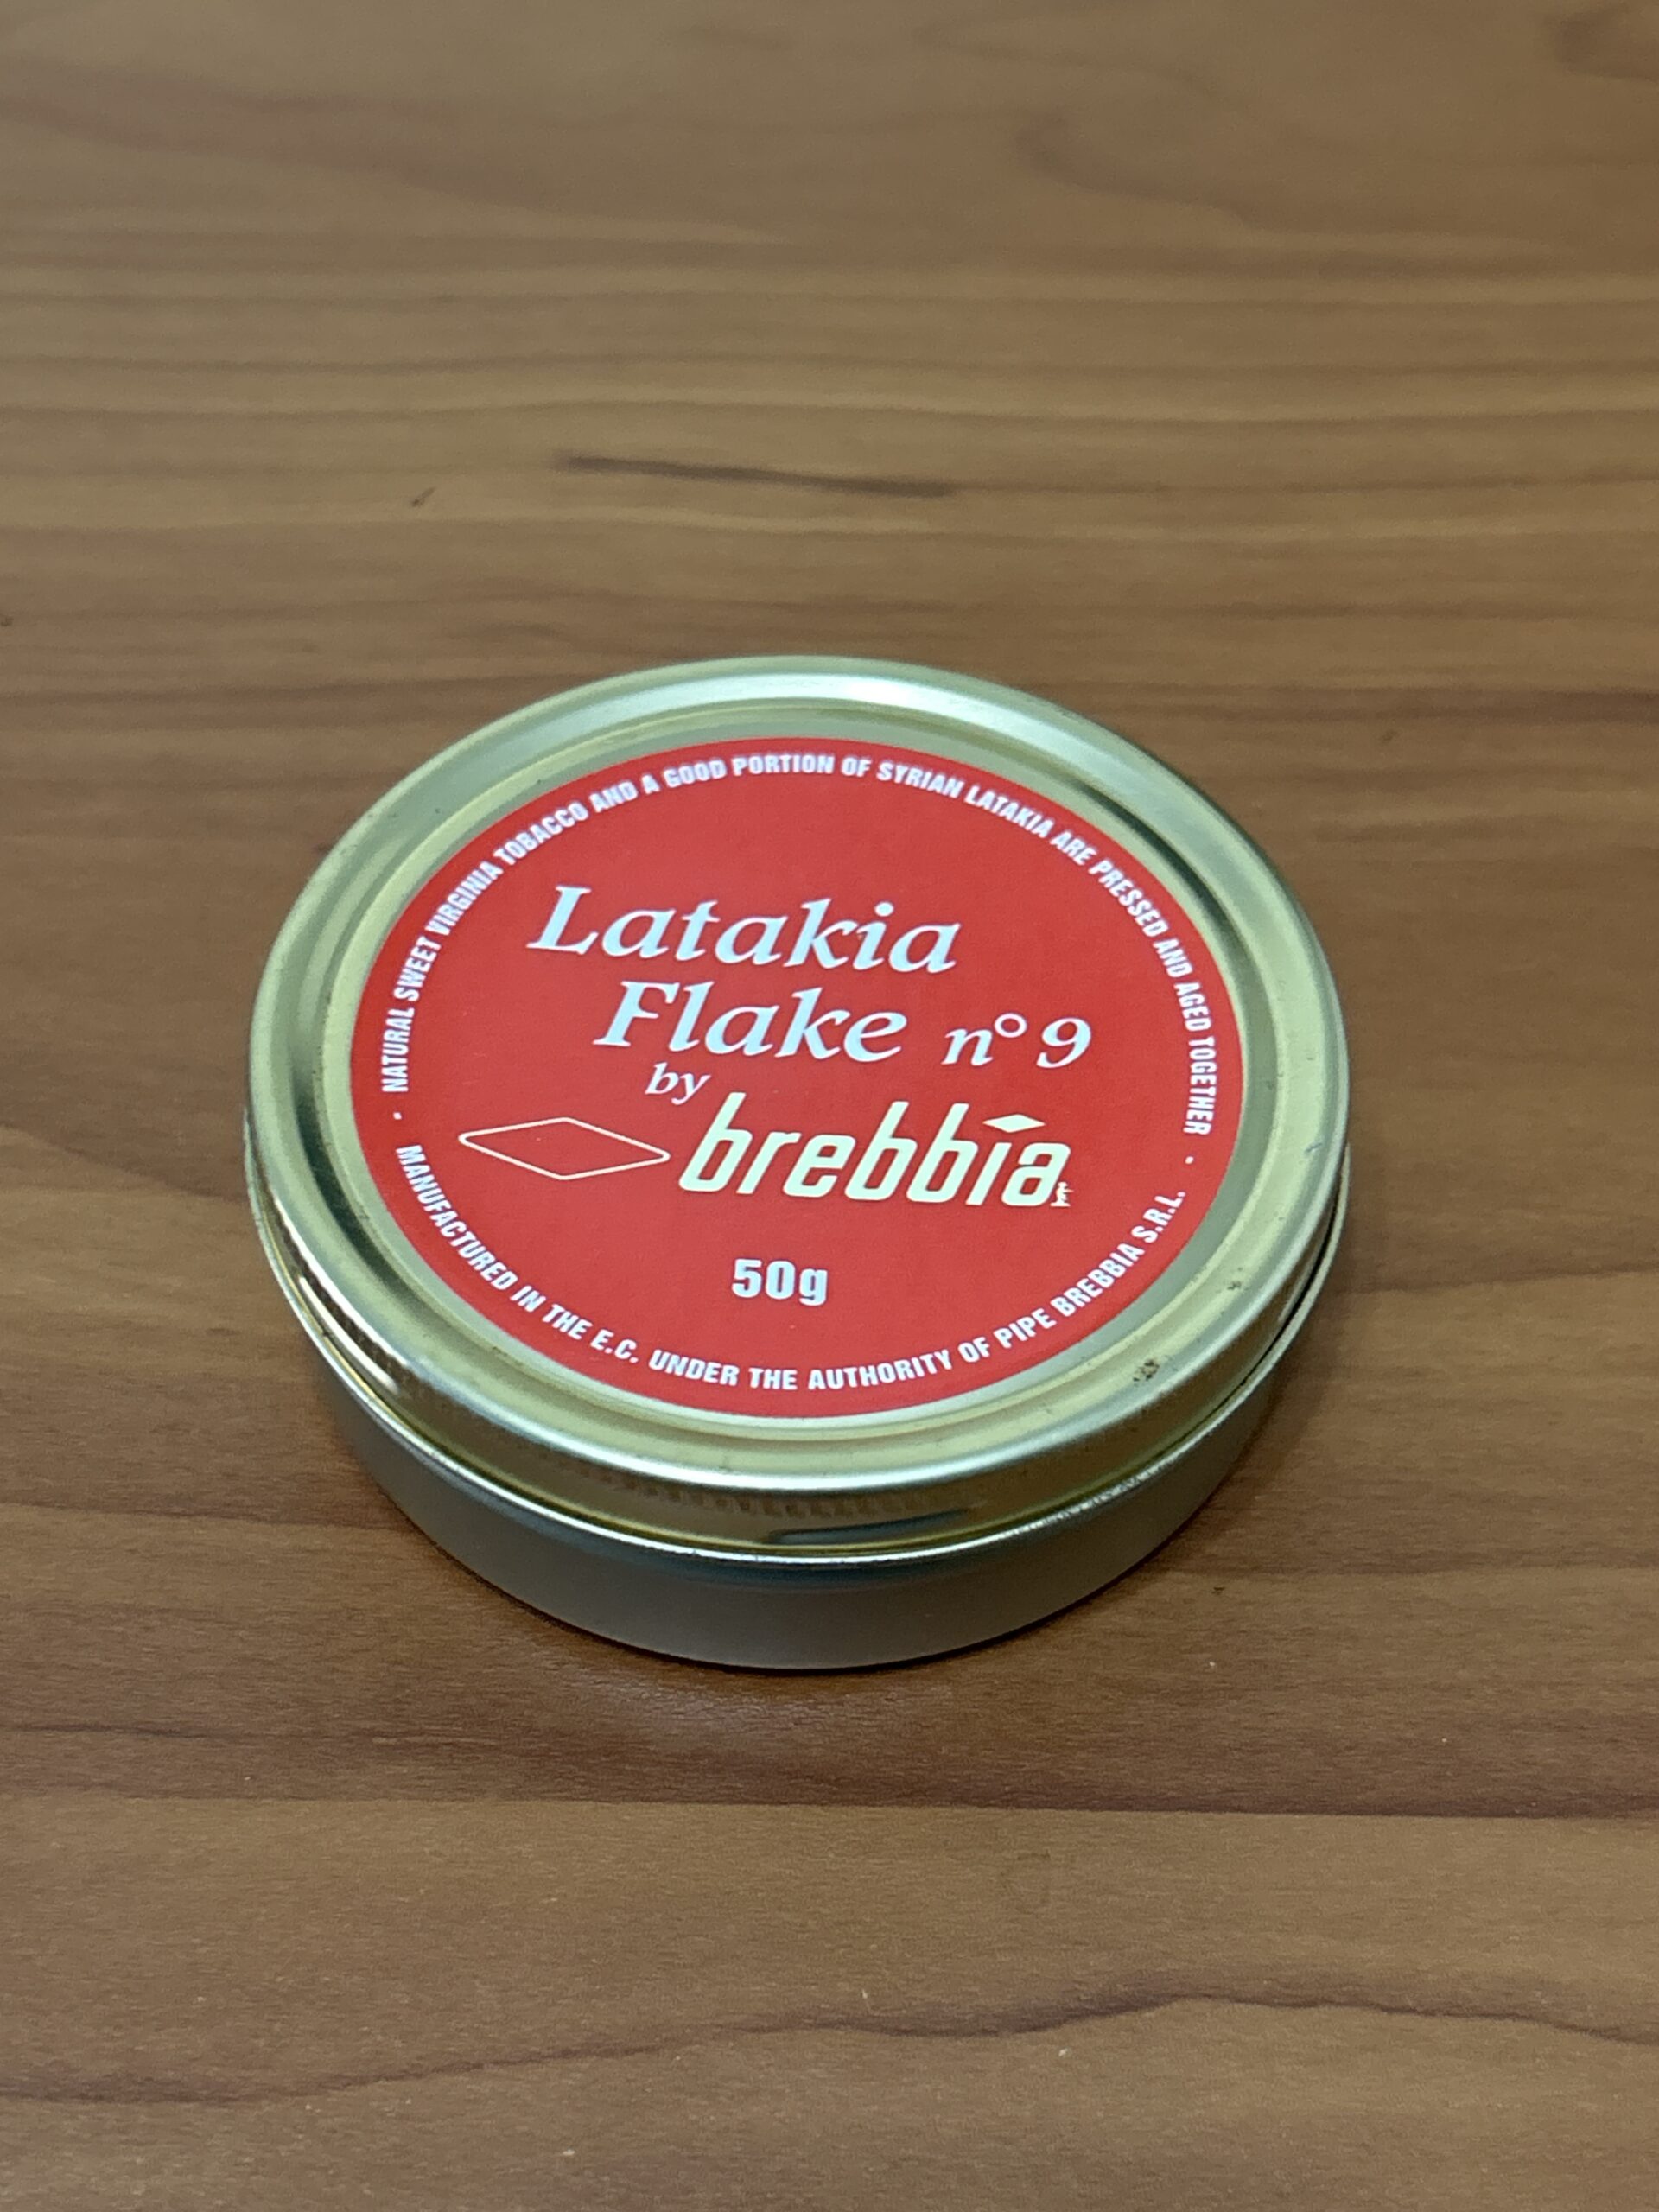 · NATURAL SWEET VIRGINIA TOBACCO AND A GOOD PORTION OF SYRIAN LATAKIA ARE PRESSED AND AGED TOGETHER ·
Latakia
Flake n° 9
by
brebbia
50g
MANUFACTURED IN THE E.C. UNDER THE AUTHORITY OF PIPE BREBBIA S.R.L.